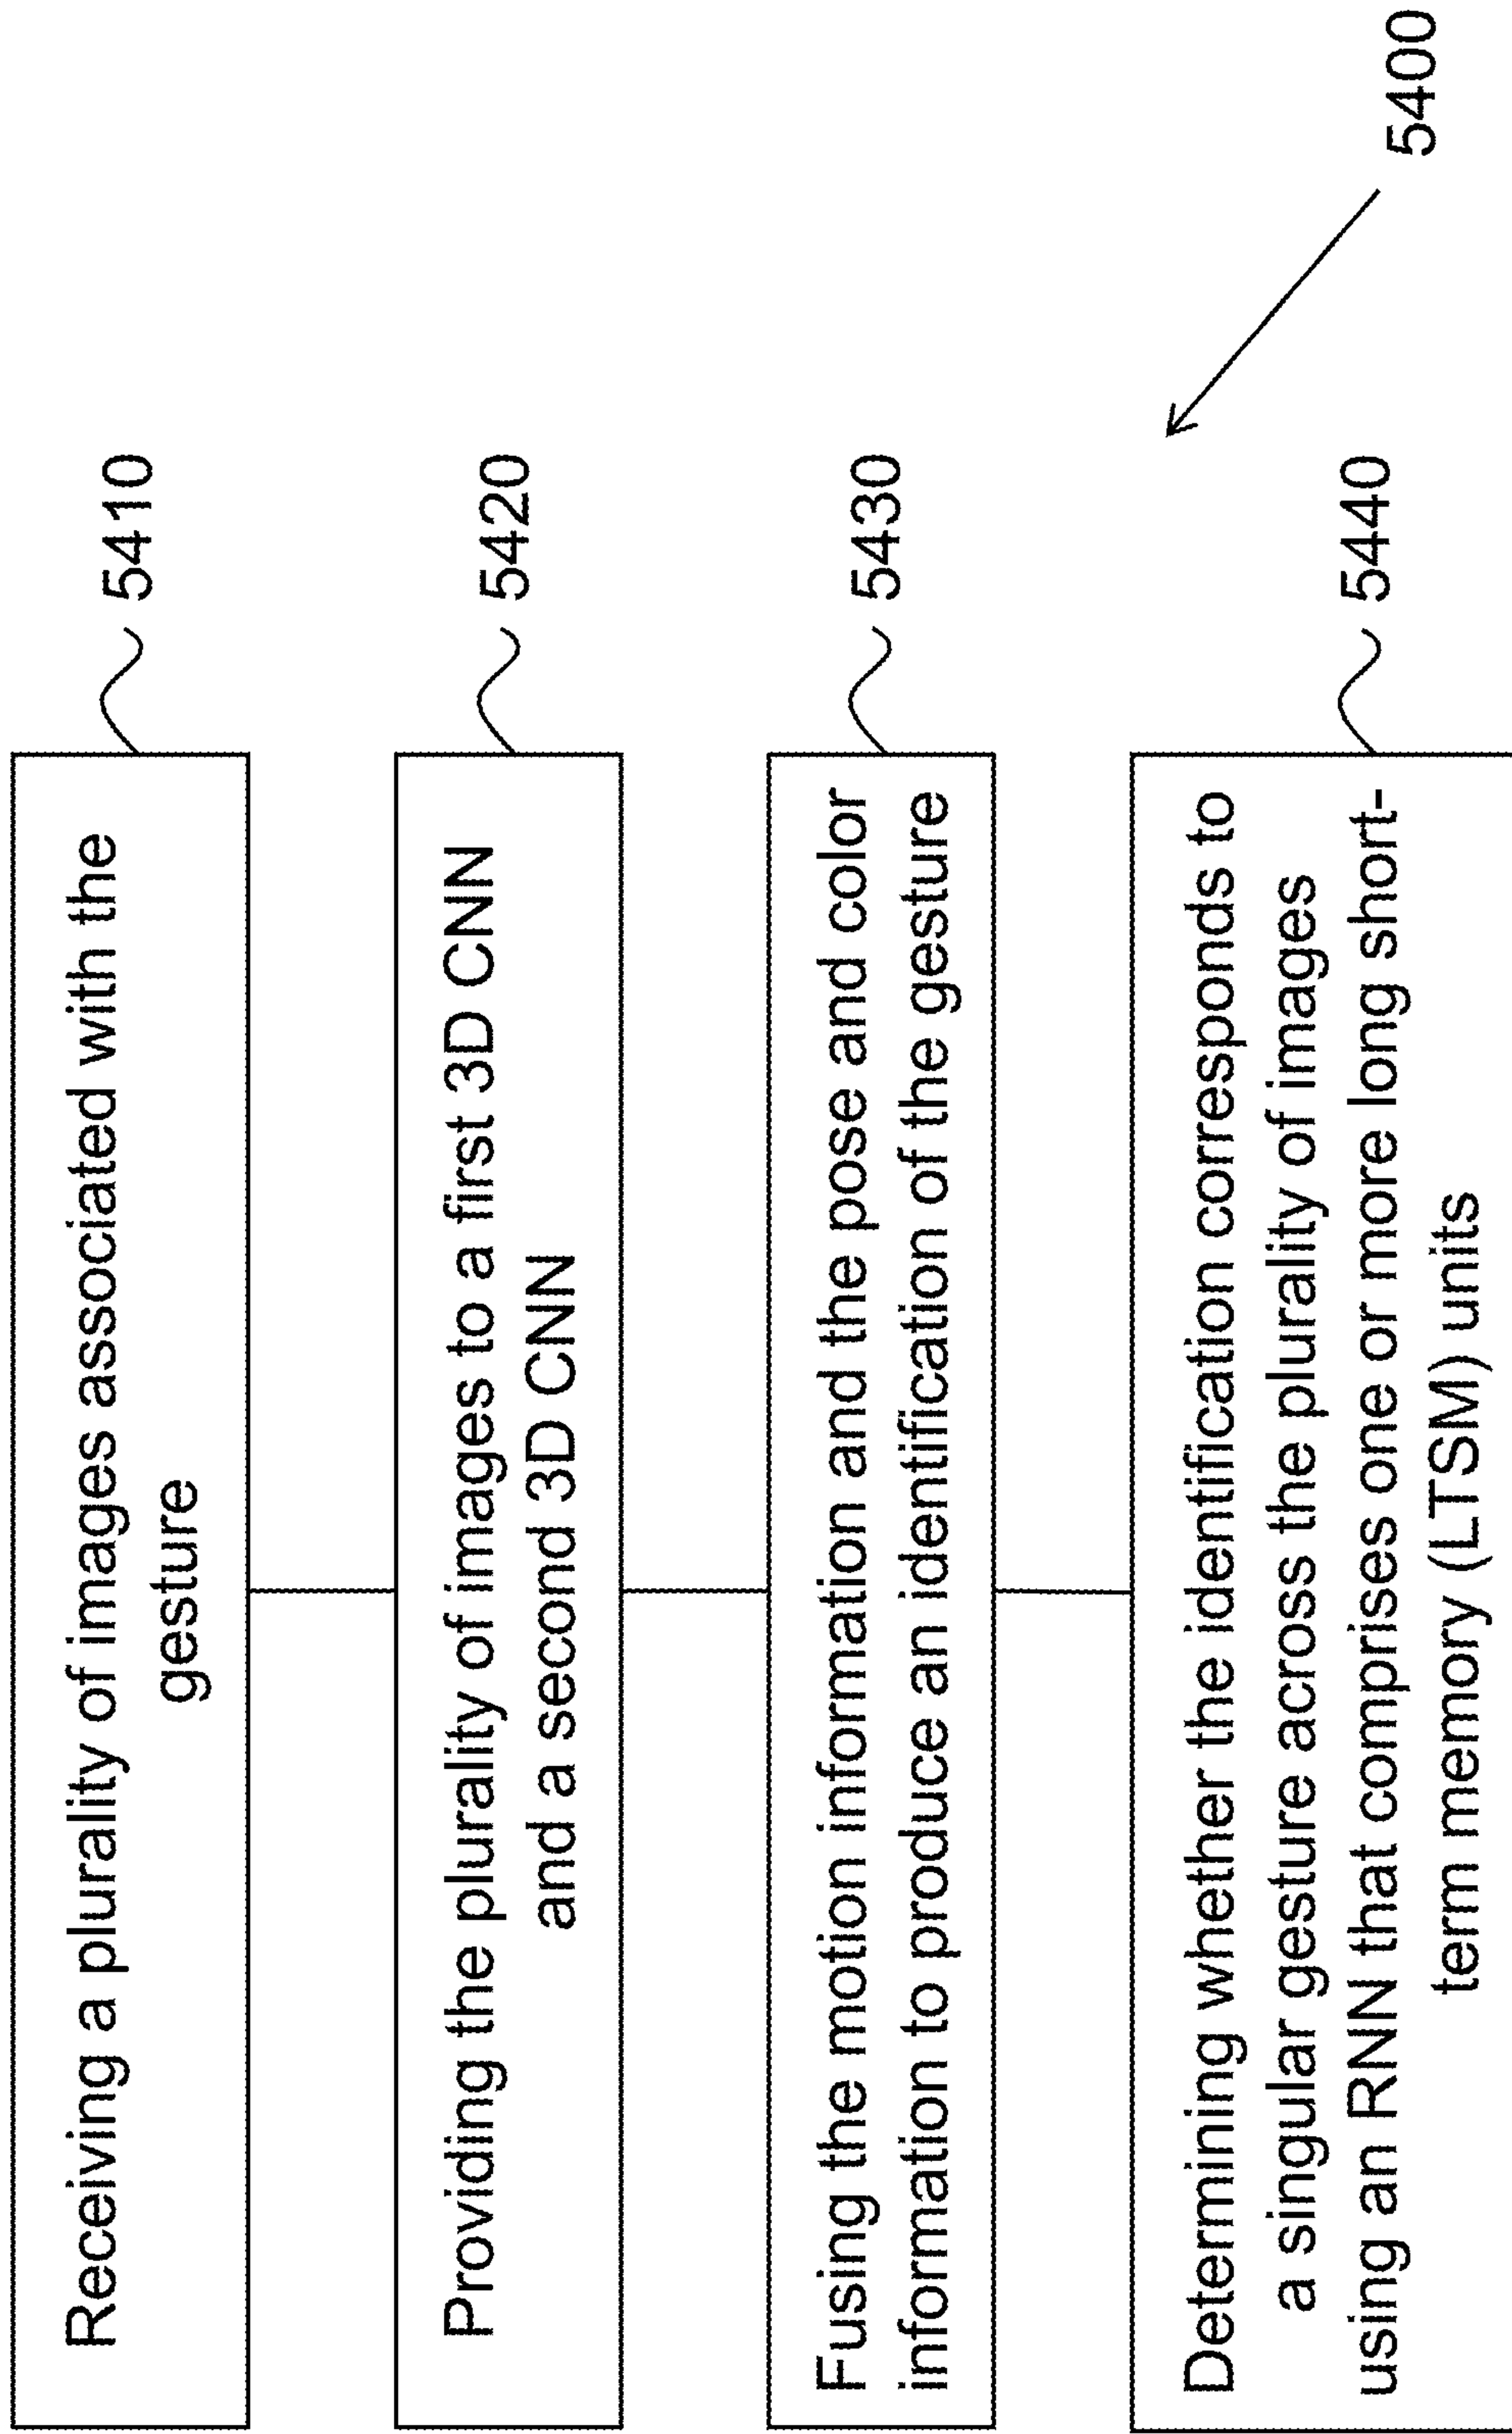 Receiving a plurality of images associated with the
gesture
5410
Providing the plurality of images to a first 3D CNN
and a second 3D CNN
5420
Fusing the motion information and the pose and color
information to produce an identification of the gesture
5430
Determining whether the identification corresponds to
a singular gesture across the plurality of images
using an RNN that comprises one or more long short-
term memory (LTSM) units
5440
5400